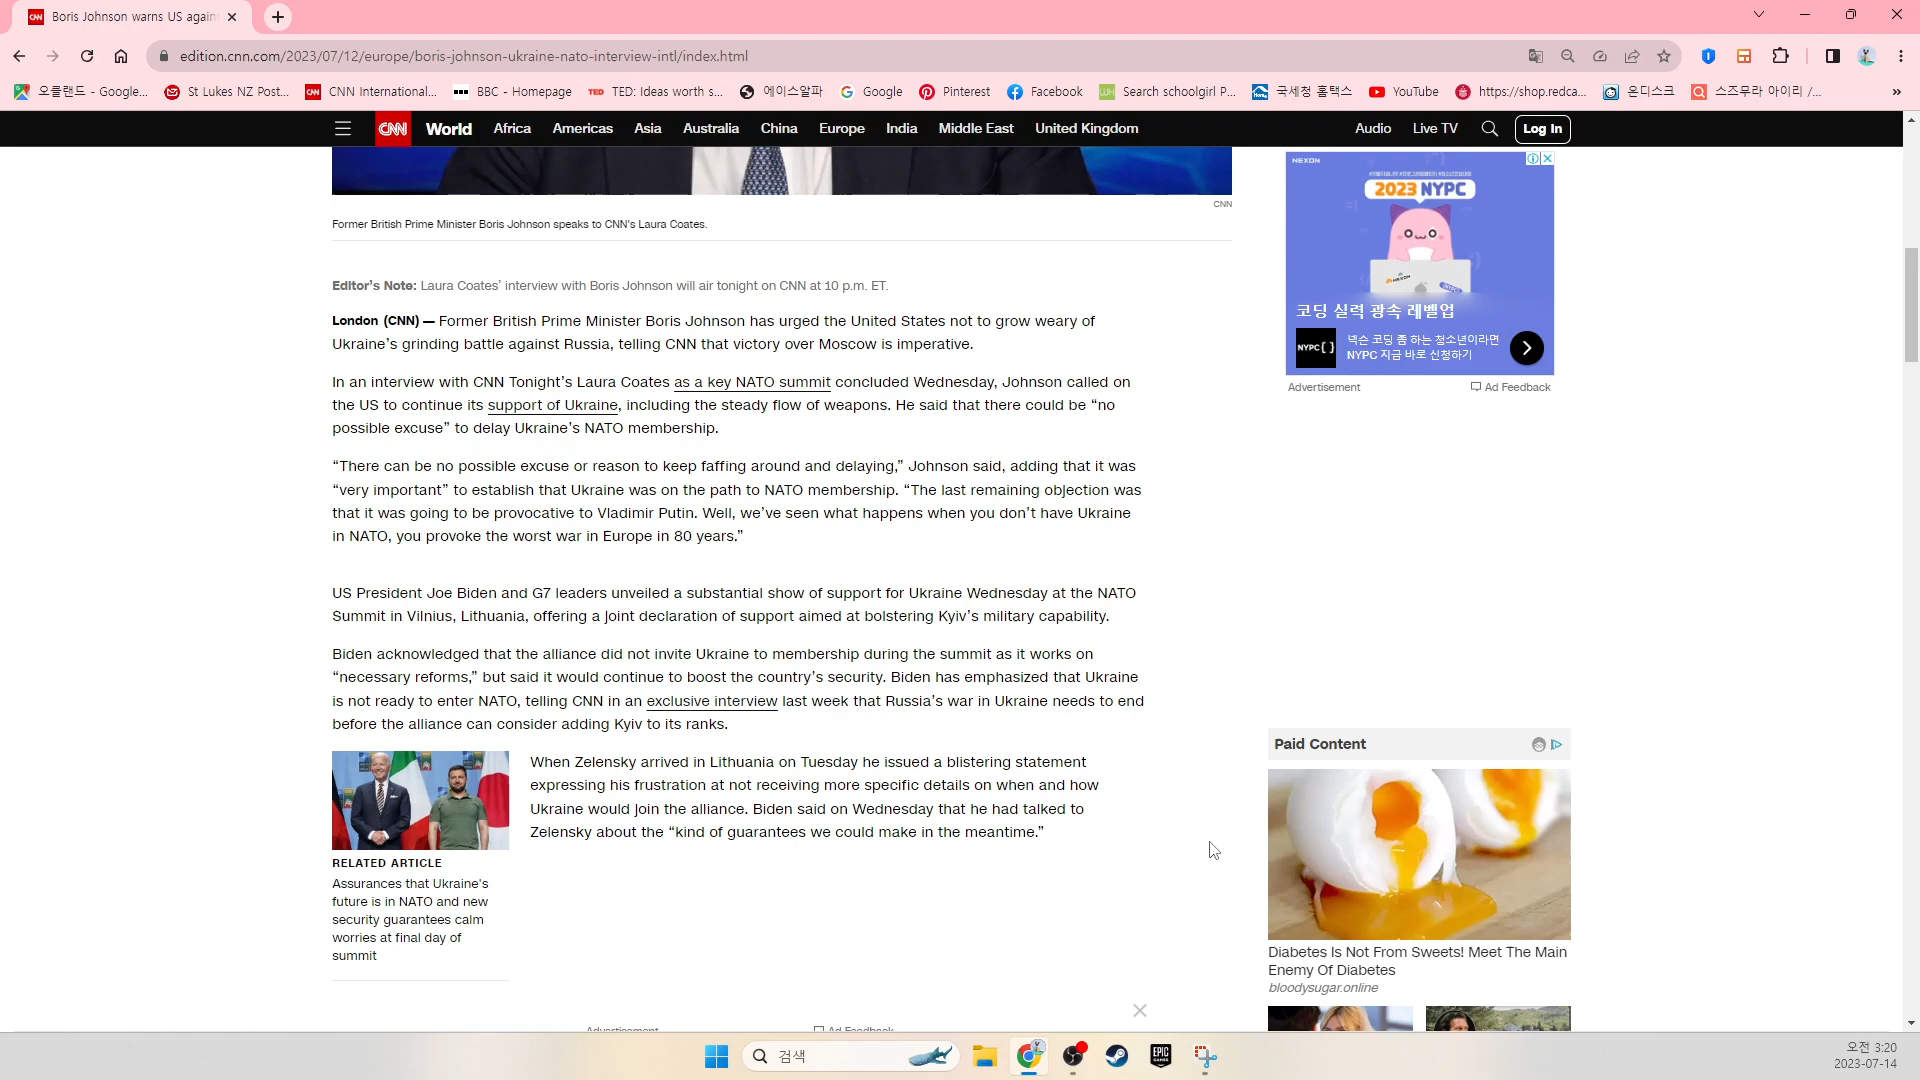 Boris Johnson warns US again
edition.cnn.com/2023/07/12/europe/boris-johnson-ukraine-nato-interview-intl/index.html
오클랜드 - Google...
St Lukes NZ Post...
CNN International...
BBC - Homepage
TED: Ideas worth s...
에이스알파
Google
Pinterest
Facebook
Search schoolgirl P...
국세청 홈택스
YouTube
https://shop.redca...
온디스크
스즈무라 아이리 /...
CNN World Africa Americas Asia Australia China Europe India Middle East United Kingdom Audio Live TV Log In
CNN
Former British Prime Minister Boris Johnson speaks to CNN's Laura Coates.
Editor's Note: Laura Coates' interview with Boris Johnson will air tonight on CNN at 10 p.m. ET.
London (CNN) — Former British Prime Minister Boris Johnson has urged the United States not to grow weary of
Ukraine's grinding battle against Russia, telling CNN that victory over Moscow is imperative.
In an interview with CNN Tonight's Laura Coates as a key NATO summit concluded Wednesday, Johnson called on
the US to continue its support of Ukraine, including the steady flow of weapons. He said that there could be “no
possible excuse” to delay Ukraine's NATO membership.
“There can be no possible excuse or reason to keep faffing around and delaying,” Johnson said, adding that it was
“very important” to establish that Ukraine was on the path to NATO membership. “The last remaining objection was
that it was going to be provocative to Vladimir Putin. Well, we've seen what happens when you don't have Ukraine
in NATO, you provoke the worst war in Europe in 80 years.”
US President Joe Biden and G7 leaders unveiled a substantial show of support for Ukraine Wednesday at the NATO
Summit in Vilnius, Lithuania, offering a joint declaration of support aimed at bolstering Kyiv's military capability.
Biden acknowledged that the alliance did not invite Ukraine to membership during the summit as it works on
“necessary reforms,” but said it would continue to boost the country's security. Biden has emphasized that Ukraine
is not ready to enter NATO, telling CNN in an exclusive interview last week that Russia's war in Ukraine needs to end
before the alliance can consider adding Kyiv to its ranks.
When Zelensky arrived in Lithuania on Tuesday he issued a blistering statement
expressing his frustration at not receiving more specific details on when and how
Ukraine would join the alliance. Biden said on Wednesday that he had talked to
Zelensky about the “kind of guarantees we could make in the meantime.”
RELATED ARTICLE
Assurances that Ukraine's
future is in NATO and new
security guarantees calm
worries at final day of
summit
Advertisement
Ad Feedback
NEXON
2023 NYPC
코딩 실력 광속 레벨업
NYPC{ }
넥슨 코딩 좀 하는 청소년이라면
NYPC 지금 바로 신청하기
Advertisement
Ad Feedback
Paid Content
Diabetes Is Not From Sweets! Meet The Main
Enemy Of Diabetes
bloodysugar.online
검색
EPIC
GAMES
오전 3:20
2023-07-14